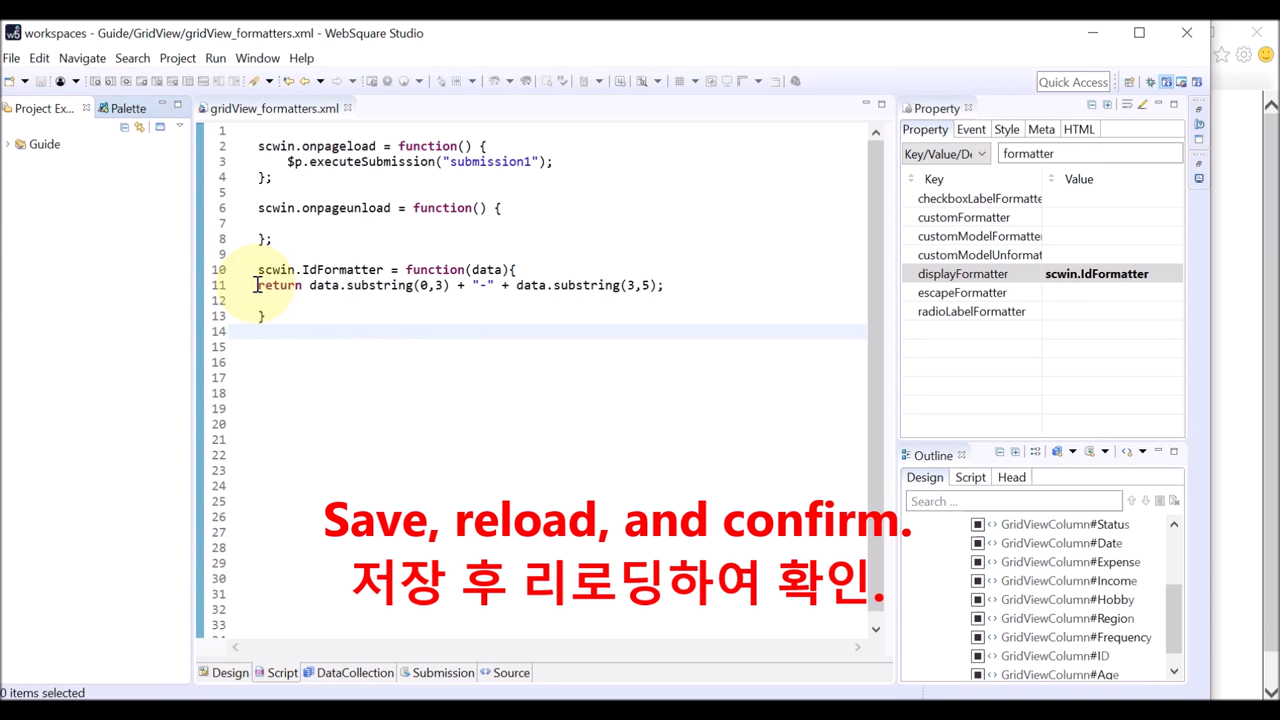 workspaces - Guide/GridView/gridView_formatters.xml - WebSquare Studio
File Edit Navigate Search Project Run Window Help
Quick Access
Project Ex... Palette
Guide
gridView_formatters.xml
1
2 scwin.onpageload = function() {
3 $p.executeSubmission("submission1");
4 };
5
6 scwin.onpageunload = function() {
7
8 };
9
10 scwin.IdFormatter = function(data){
11 return data.substring(0,3) + "-" + data.substring(3,5);
12
13 }
14
15
16
17
18
19
20
21
22
23
24
25
26
27
28
29
30
31
32
33
Save, reload, and confirm.
저장 후 리로딩하여 확인.
Design Script DataCollection Submission Source
0 items selected
Property
Property Event Style Meta HTML
Key/Value/De formatter
Key Value
checkboxLabelFormatte
customFormatter
customModelFormatter
customModelUnformat
displayFormatter scwin.IdFormatter
escapeFormatter
radioLabelFormatter
Outline
Design Script Head
Search ...
GridViewColumn#Status
GridViewColumn#Date
GridViewColumn#Expense
GridViewColumn#Income
GridViewColumn#Hobby
GridViewColumn#Region
GridViewColumn#Frequency
GridViewColumn#ID
GridViewColumn#Age